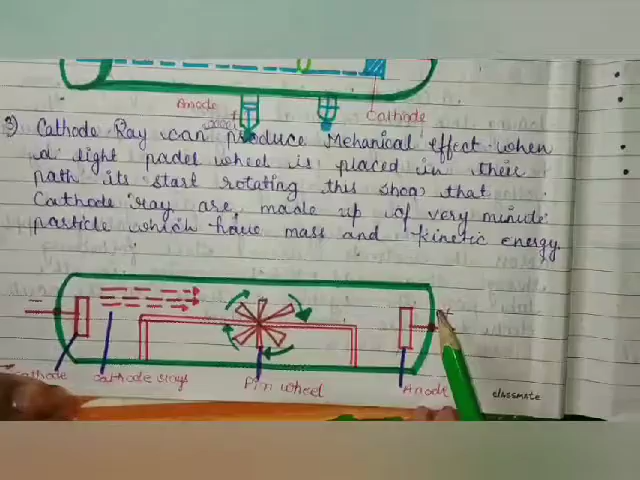 Anode
Cathode
3) Cathode Ray can produce Mehanical effect when
a light padel wheel is placed in their
path its start rotating this shows that
Cathode ray are made up of very minide
particle which have mass and kinetic energy.
Cathode
Cathode rays
Pin wheel
Anode
classmate